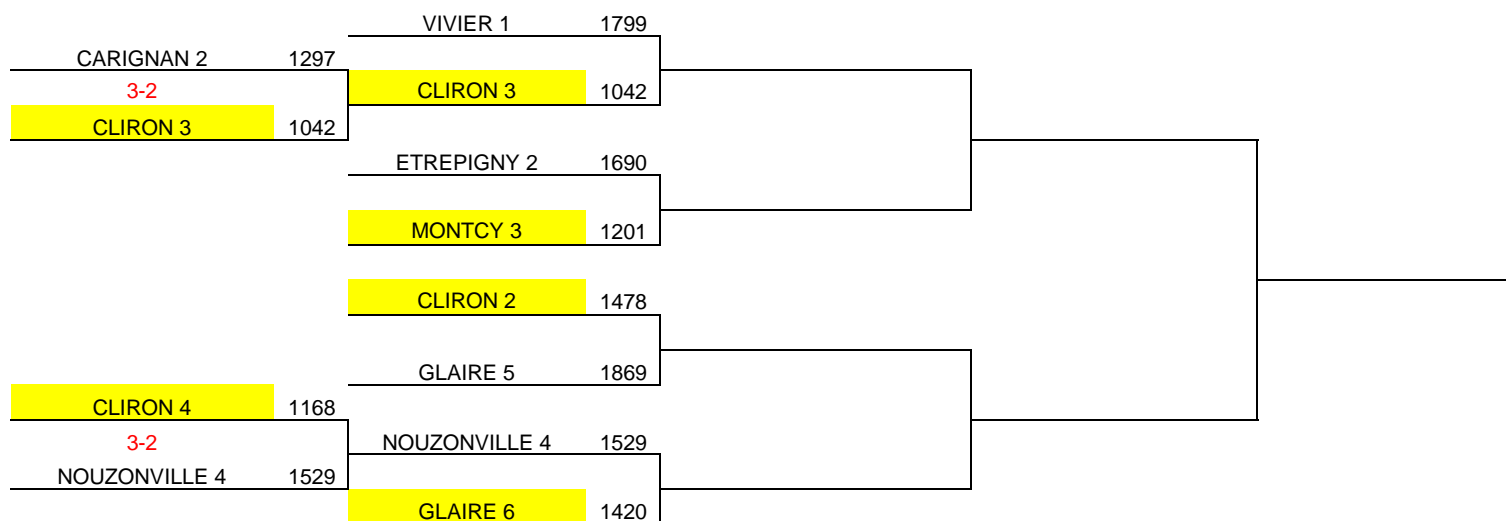 VIVIER 1 1799
CARIGNAN 2 1297
3-2
CLIRON 3 1042
CLIRON 3 1042
ETREPIGNY 2 1690
MONTCY 3 1201
CLIRON 2 1478
GLAIRE 5 1869
CLIRON 4 1168
3-2
NOUZONVILLE 4 1529
NOUZONVILLE 4 1529
GLAIRE 6 1420